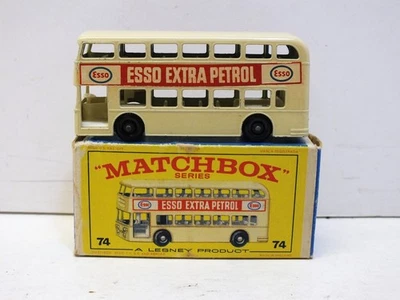 Esso ESSO EXTRA PETROL Esso
"MATCHBOX"
SERIES
ESSO EXTRA PETROL
74 74
A LESNEY PRODUCT